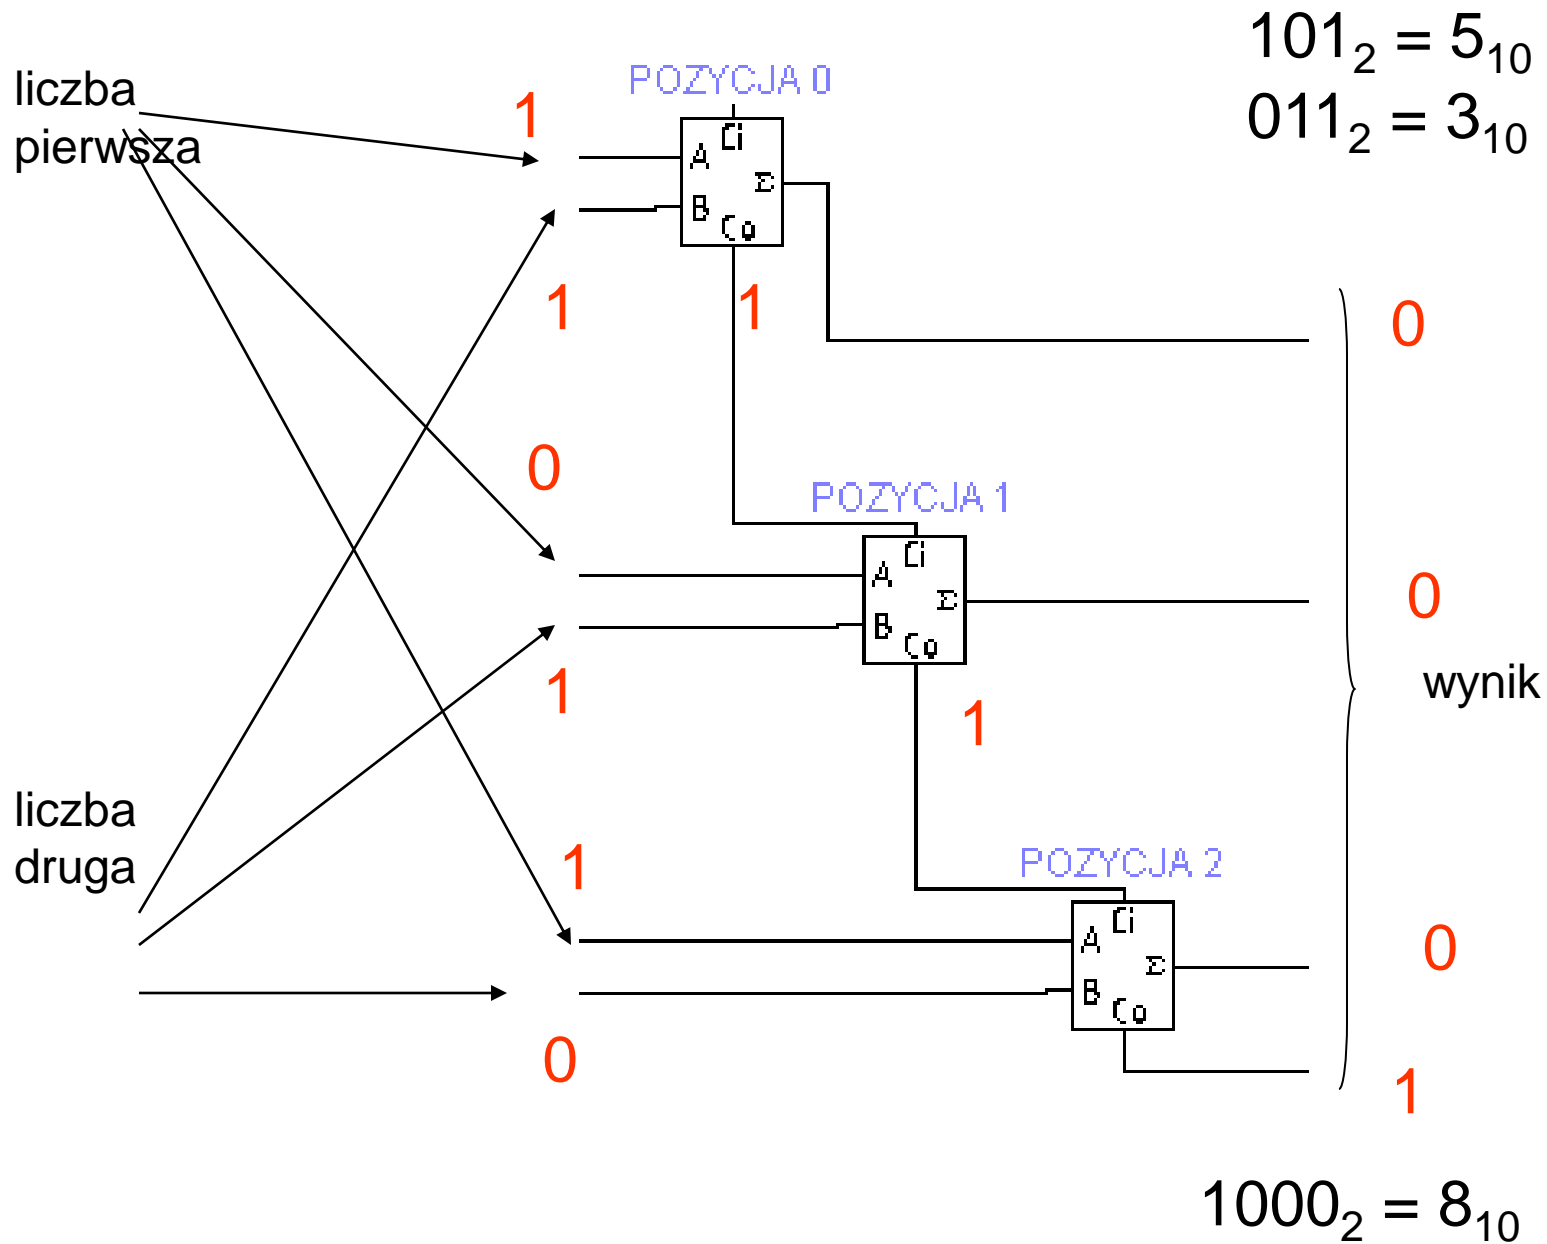 101₂ = 5₁₀
011₂ = 3₁₀
liczba
pierwsza
POZYCJA 0
1
Ci
A
Σ
B
Co
1
1
0
0
POZYCJA 1
Ci
A
Σ
B
Co
0
1
1
wynik
liczba
druga
1
POZYCJA 2
Ci
A
Σ
B
Co
0
0
1
1000₂ = 8₁₀